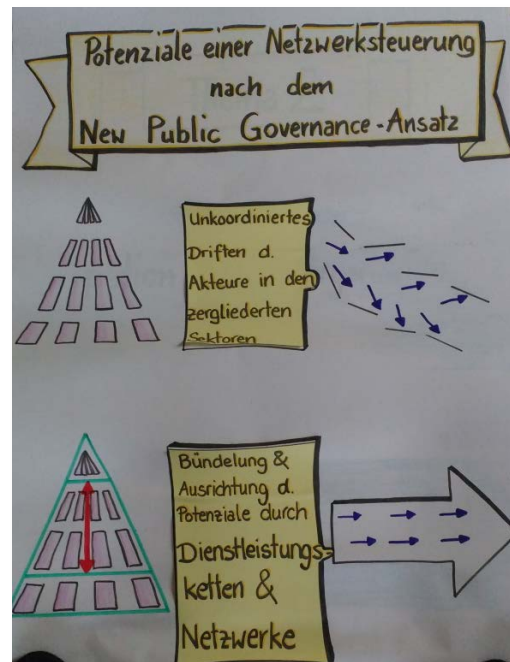 Potenziale einer Netzwerksteuerung
nach dem
New Public Governance-Ansatz
Unkoordiniertes
Driften d.
Akteure in den
zergliederten
Sektoren
Bündelung &
Ausrichtung d.
Potenziale durch
Dienstleistungs-
ketten &
Netzwerke